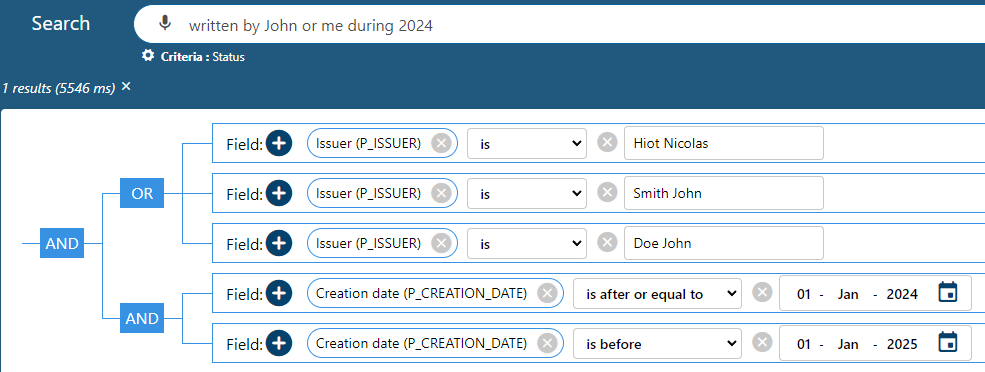 Search written by John or me during 2024
Criteria : Status
1 results (5546 ms) ×
Field: + Issuer (P_ISSUER) × is × Hiot Nicolas
OR Field: + Issuer (P_ISSUER) × is × Smith John
AND Field: + Issuer (P_ISSUER) × is × Doe John
Field: + Creation date (P_CREATION_DATE) × is after or equal to × 01 - Jan - 2024
AND Field: + Creation date (P_CREATION_DATE) × is before × 01 - Jan - 2025